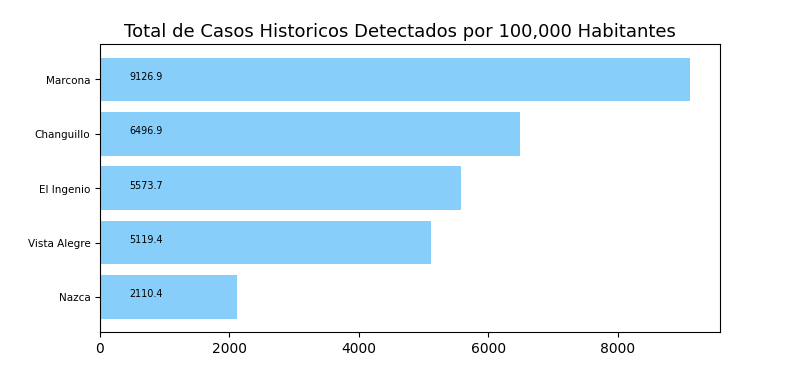 Total de Casos Historicos Detectados por 100,000 Habitantes
Marcona 9126.9
Changuillo 6496.9
El Ingenio 5573.7
Vista Alegre 5119.4
Nazca 2110.4
0 2000 4000 6000 8000